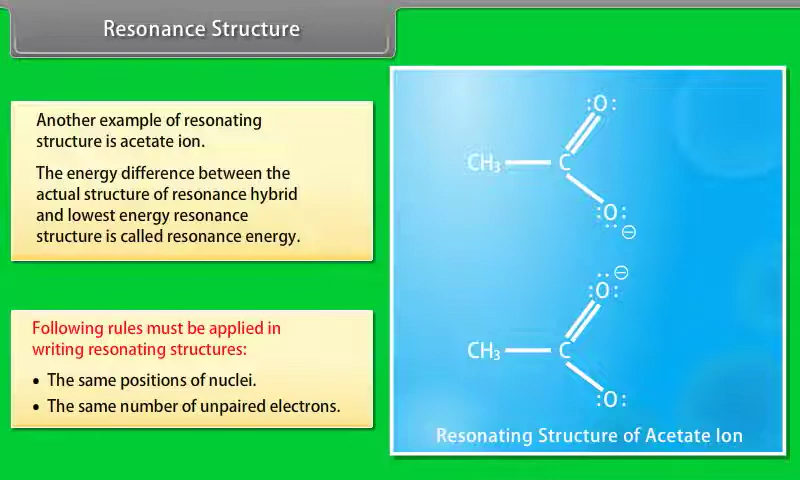 Resonance Structure
Another example of resonating
structure is acetate ion.
The energy difference between the
actual structure of resonance hybrid
and lowest energy resonance
structure is called resonance energy.
Following rules must be applied in
writing resonating structures:
• The same positions of nuclei.
• The same number of unpaired electrons.
:O:
CH₃ C
:O:
⊖
⊖
:O:
CH₃ C
:O:
Resonating Structure of Acetate Ion